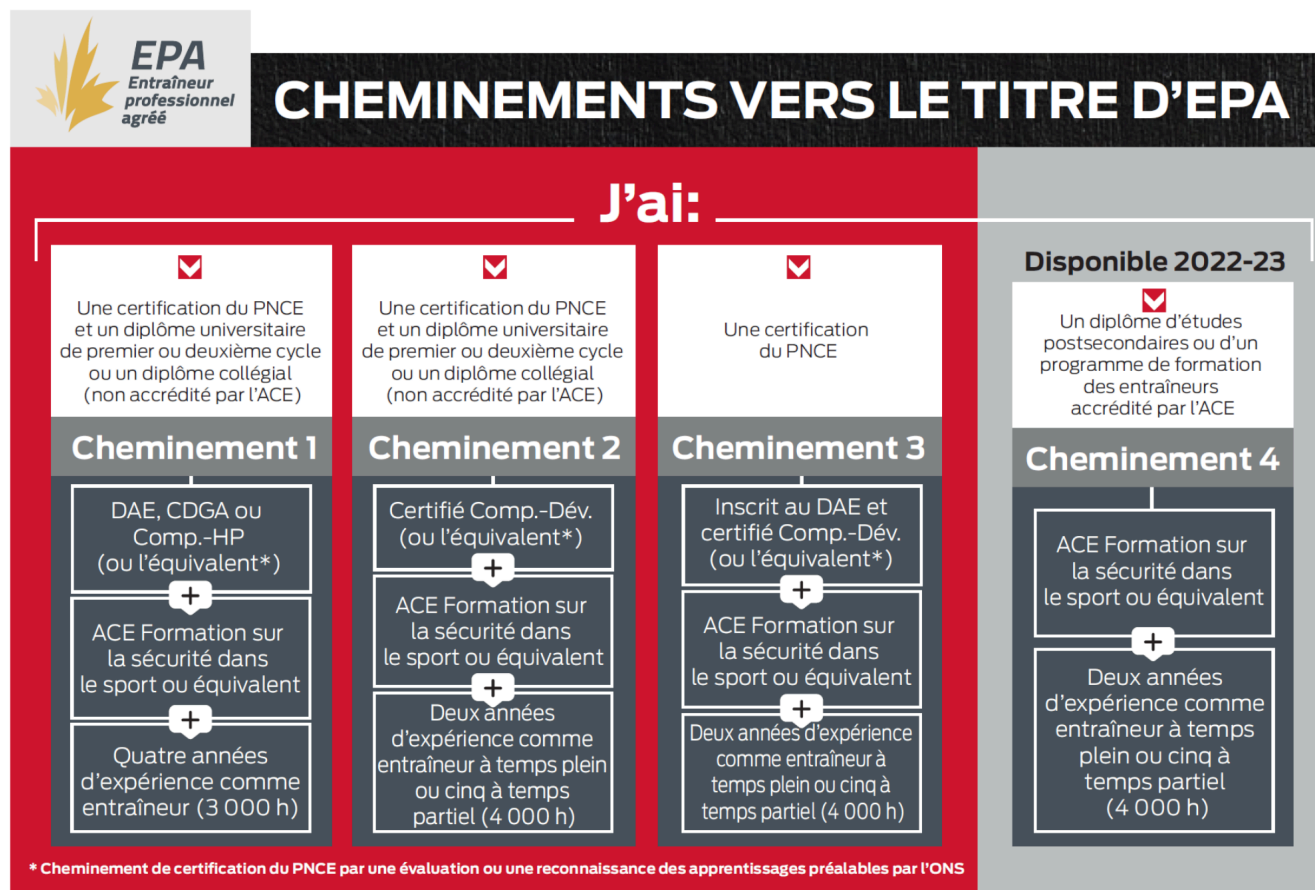 EPA
Entraîneur
professionnel
agréé
CHEMINEMENTS VERS LE TITRE D'EPA
J'ai:
Une certification du PNCE
et un diplôme universitaire
de premier ou deuxième cycle
ou un diplôme collégial
(non accrédité par l'ACE)
Cheminement 1
DAE, CDGA ou
Comp.-HP
(ou l'équivalent*)
+
ACE Formation sur
la sécurité dans
le sport ou équivalent
+
Quatre années
d'expérience comme
entraîneur (3 000 h)
Une certification du PNCE
et un diplôme universitaire
de premier ou deuxième cycle
ou un diplôme collégial
(non accrédité par l'ACE)
Cheminement 2
Certifié Comp.-Dév.
(ou l'équivalent*)
+
ACE Formation sur
la sécurité dans
le sport ou équivalent
+
Deux années
d'expérience comme
entraîneur à temps plein
ou cinq à temps
partiel (4 000 h)
Une certification
du PNCE
Cheminement 3
Inscrit au DAE et
certifié Comp.-Dév.
(ou l'équivalent*)
+
ACE Formation sur
la sécurité dans
le sport ou équivalent
+
Deux années d'expérience
comme entraîneur à
temps plein ou cinq à
temps partiel (4 000 h)
Disponible 2022-23
Un diplôme d'études
postsecondaires ou d'un
programme de formation
des entraîneurs
accrédité par l'ACE
Cheminement 4
ACE Formation sur
la sécurité dans
le sport ou équivalent
+
Deux années
d'expérience comme
entraîneur à temps
plein ou cinq à
temps partiel
(4 000 h)
* Cheminement de certification du PNCE par une évaluation ou une reconnaissance des apprentissages préalables par l'ONS